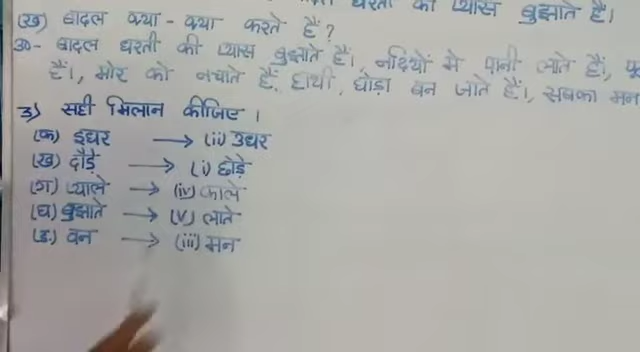 धरती की प्यास बुझाते हैं।
(ख) बादल क्या - क्या करते हैं?
उ०- बादल धरती की प्यास बुझाते हैं।, नदियों में पानी लाते हैं,
हैं।, मोर को नचाते हैं, हाथी, घोड़ा बन जाते हैं।, सबका मन
3) सही मिलान कीजिए।
(क) इधर → (ii) उधर
(ख) दौड़े → (i) छोड़े
(ग) प्याले → (iv) काले
(घ) बुझाते → (v) लाते
(ङ) वन → (iii) मन